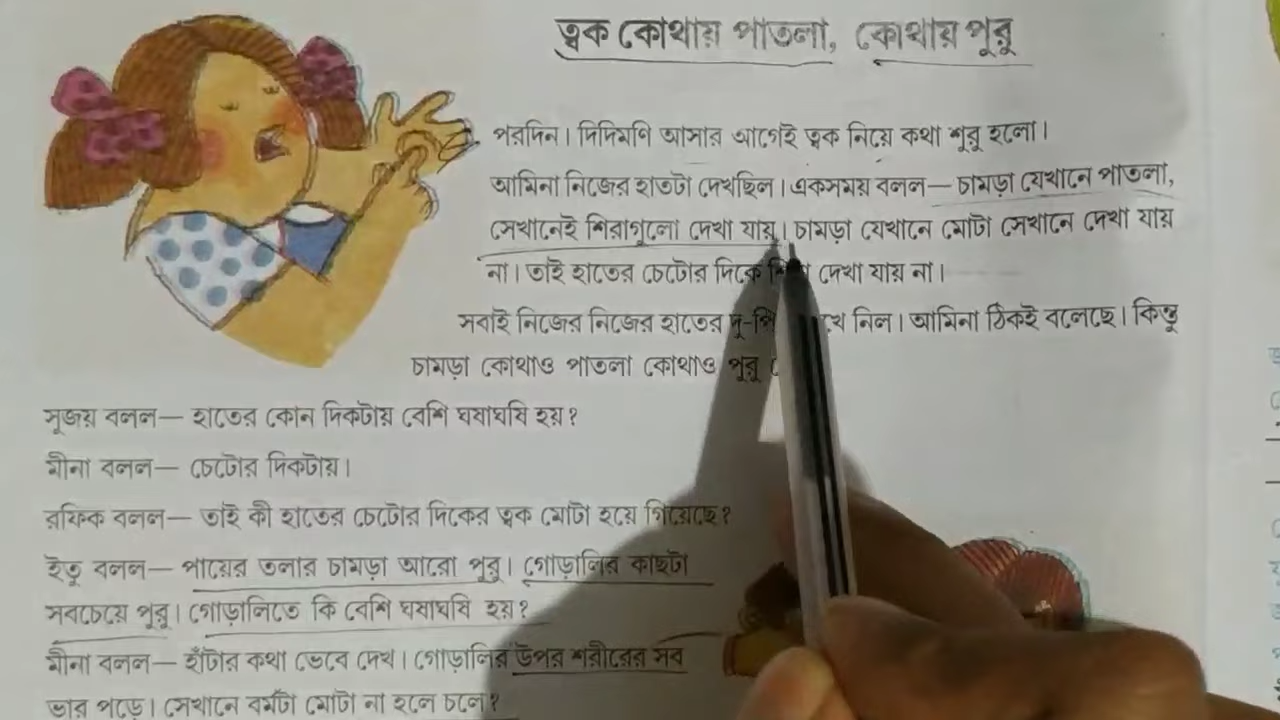 ত্বক কোথায় পাতলা, কোথায় পুরু
পরদিন। দিদিমণি আসার আগেই ত্বক নিয়ে কথা শুরু হলো।
আমিনা নিজের হাতটা দেখছিল। একসময় বলল— চামড়া যেখানে পাতলা,
সেখানেই শিরাগুলো দেখা যায়। চামড়া যেখানে মোটা সেখানে দেখা যায়
না। তাই হাতের চেটোর দিকে দেখা যায় না।
সবাই নিজের নিজের হাতের নিল। আমিনা ঠিকই বলেছে। কিন্তু
চামড়া কোথাও পাতলা কোথাও পুরু
সুজয় বলল— হাতের কোন দিকটায় বেশি ঘষাঘষি হয়?
মীনা বলল— চেটোর দিকটায়।
রফিক বলল— তাই কী হাতের চেটোর দিকের ত্বক মোটা হয়ে গিয়েছে?
ইতু বলল— পায়ের তলার চামড়া আরো পুরু। গোড়ালির কাছটা
সবচেয়ে পুরু। গোড়ালিতে কি বেশি ঘষাঘষি হয়?
মীনা বলল— হাঁটার কথা ভেবে দেখ। গোড়ালির উপর শরীরের সব
ভার পড়ে। সেখানে বর্মটা মোটা না হলে চলে?